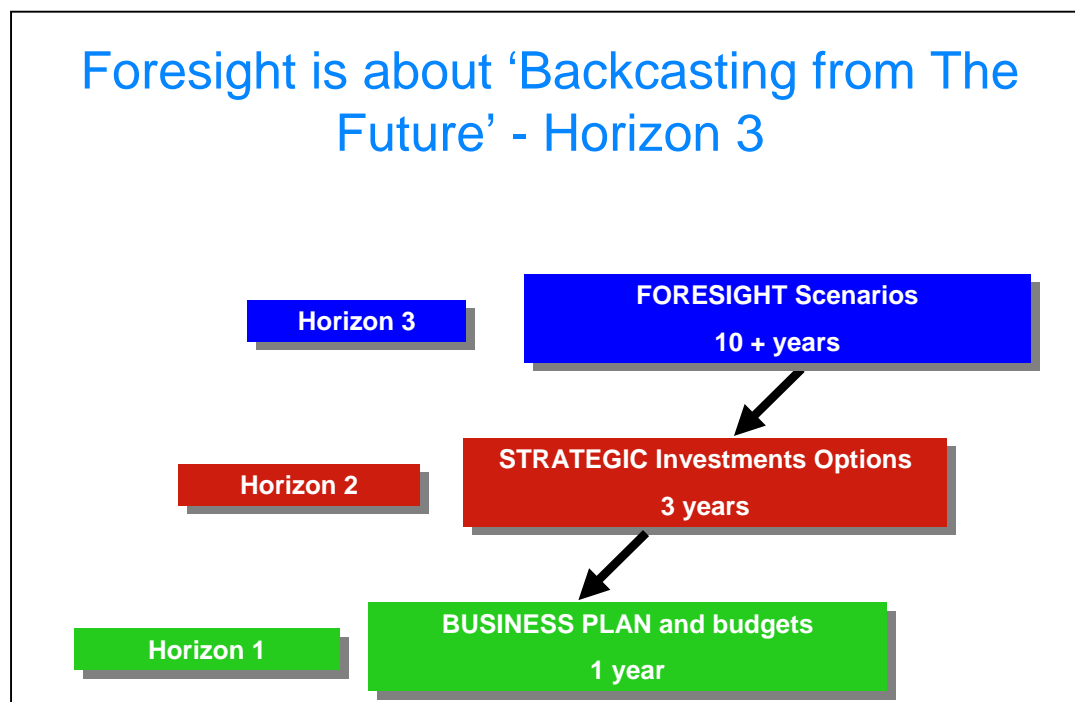 Foresight is about ‘Backcasting from The
Future’ - Horizon 3
Horizon 3
FORESIGHT Scenarios
10 + years
Horizon 2
STRATEGIC Investments Options
3 years
Horizon 1
BUSINESS PLAN and budgets
1 year